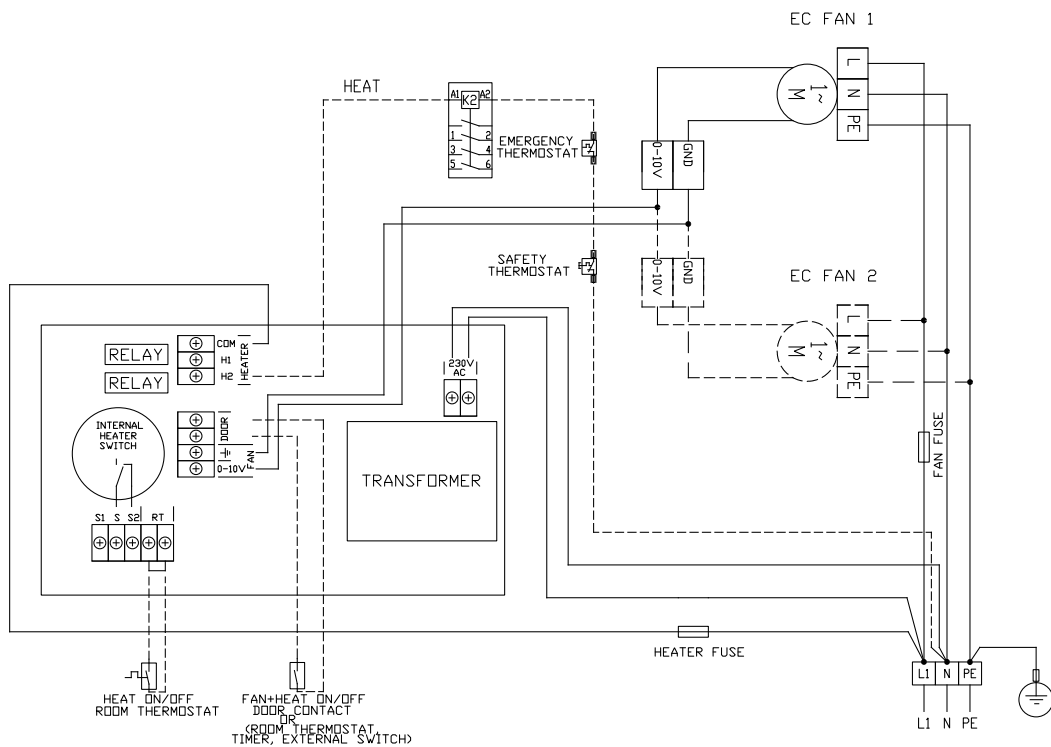 EC FAN 1
L
N
PE
1~
M
HEAT
A1
K2
A2
1
2
3
4
5
6
EMERGENCY
THERMOSTAT
0-10V
GND
SAFETY
THERMOSTAT
0-10V
GND
EC FAN 2
L
N
PE
1~
M
RELAY
RELAY
COM
H1
H2
HEATER
230V
AC
INTERNAL
HEATER
SWITCH
DOOR
FAN
0-10V
TRANSFORMER
FAN FUSE
S1 S S2 RT
HEATER FUSE
HEAT ON/OFF
ROOM THERMOSTAT
FAN+HEAT ON/OFF
DOOR CONTACT
OR
(ROOM THERMOSTAT,
TIMER, EXTERNAL SWITCH)
L1 N PE
L1 N PE